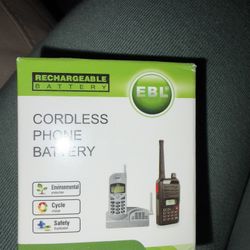 RECHARGEABLE
BATTERY
EBL®
CORDLESS
PHONE
BATTERY
Environmental
Cycle
Safety